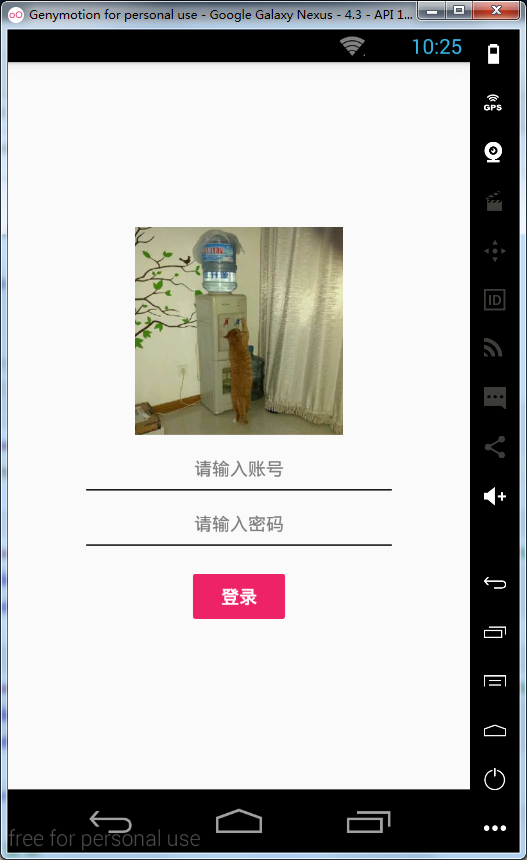 Genymotion for personal use - Google Galaxy Nexus - 4.3 - API 1...
10:25
GPS
ID
请输入账号
请输入密码
登录
free for personal use